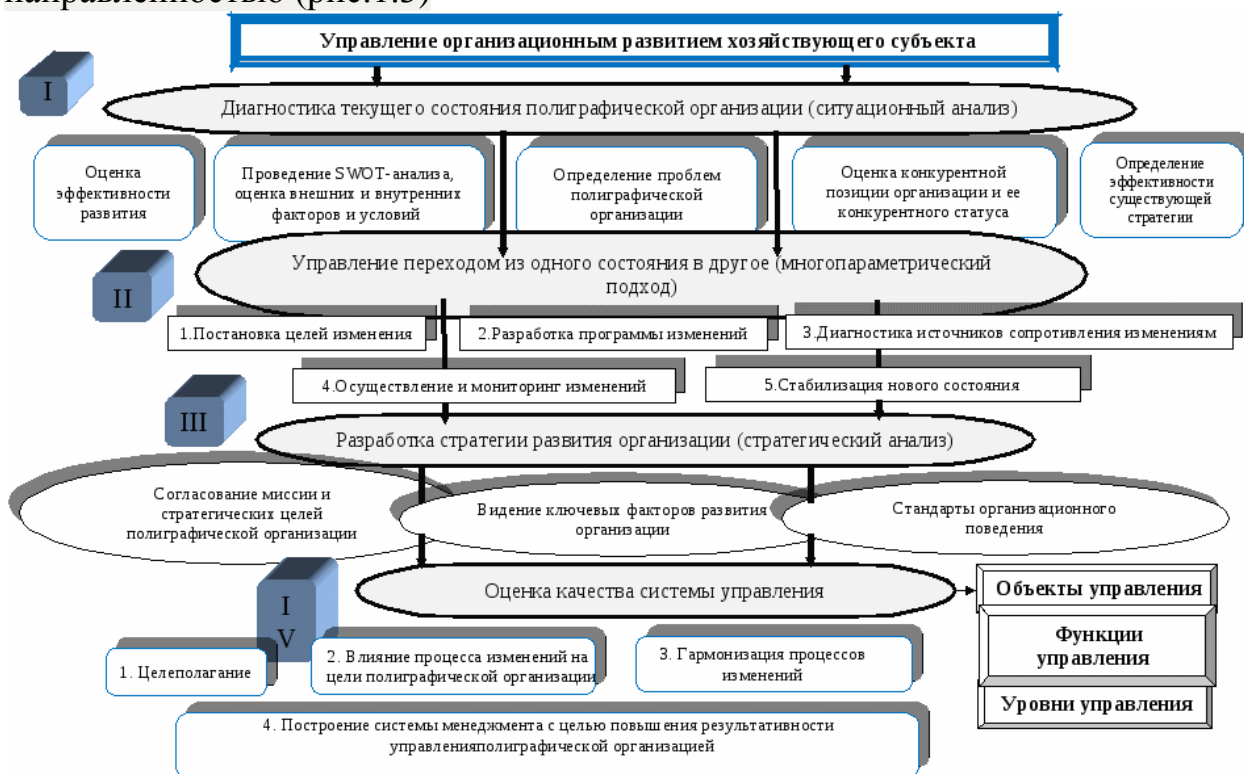 направленностью (рис.1.3)
Управление организационным развитием хозяйствующего субъекта
I
Диагностика текущего состояния полиграфической организации (ситуационный анализ)
Оценка
эффективности
развития
Проведение SWOT-анализа,
оценка внешних и внутренних
факторов и условий
Определение проблем
полиграфической
организации
Оценка конкурентной
позиции организации и ее
конкурентного статуса
Определение
эффективности
существующей
стратегии
II
Управление переходом из одного состояния в другое (многопараметрический
подход)
1.Постановка целей изменения
2.Разработка программы изменений
3.Диагностика источников сопротивления изменениям
4.Осуществление и мониторинг изменений
5.Стабилизация нового состояния
III
Разработка стратегии развития организации (стратегический анализ)
Согласование миссии и
стратегических целей
полиграфической организации
Видение ключевых факторов развития
организации
Стандарты организационного
поведения
I
V
Оценка качества системы управления
Объекты управления
Функции
управления
Уровни управления
1. Целеполагание
2. Влияние процесса изменений на
цели полиграфической организации
3. Гармонизация процессов
изменений
4. Построение системы менеджмента с целью повышения результативности
управленияполиграфической организацией